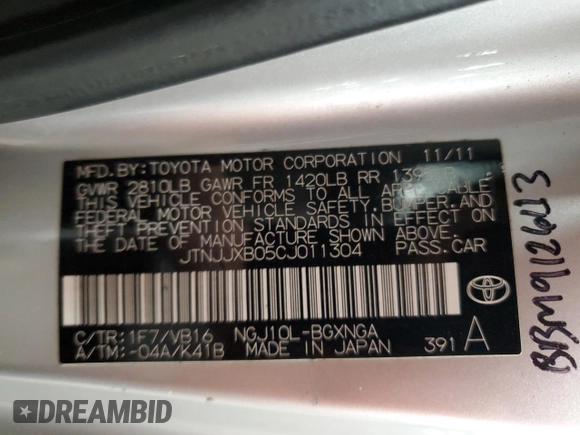 MFD. BY: TOYOTA MOTOR CORPORATION 11/11
GVWR 2810LB GAWR FR 1420LB RR
THIS VEHICLE CONFORMS TO ALL APPLICABLE
FEDERAL MOTOR VEHICLE SAFETY, BUMPER, AND
THEFT PREVENTION STANDARDS IN EFFECT ON
THE DATE OF MANUFACTURE SHOWN ABOVE.
JTNJJXB05CJ011304 PASS.CAR
C/TR: 1F7/VB16 NGJ10L-BGXNGA
A/TM: -04A/K41B MADE IN JAPAN 391 A
TOYOTA
DREAMBID